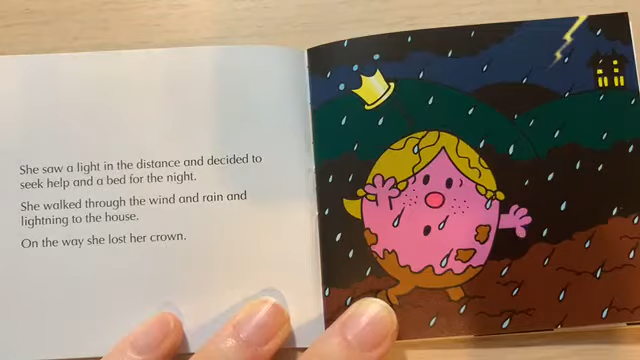 She saw a light in the distance and decided to
seek help and a bed for the night.
She walked through the wind and rain and
lightning to the house.
On the way she lost her crown.